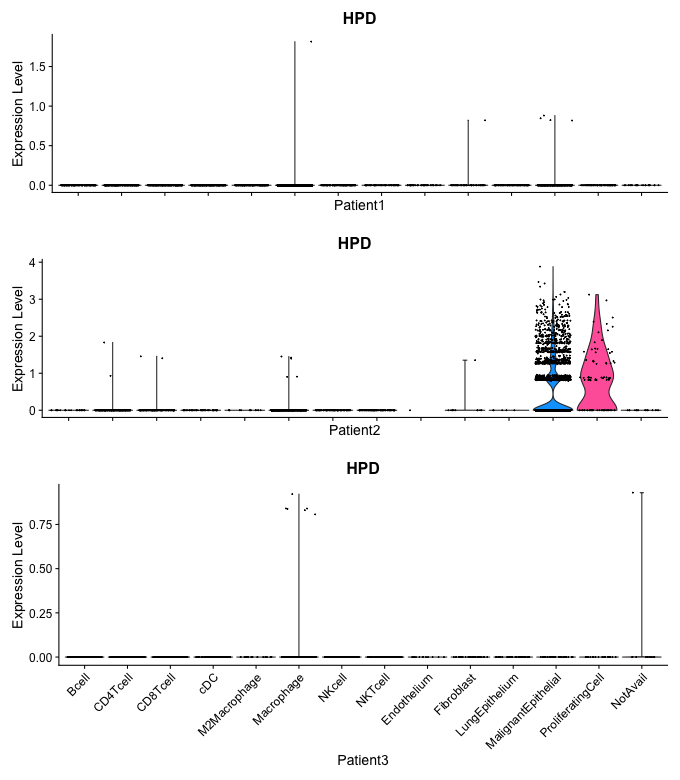 HPD
Expression Level
1.5
1.0
0.5
0.0
Patient1
HPD
Expression Level
4
3
2
1
0
Patient2
HPD
Expression Level
0.75
0.50
0.25
0.00
Bcell
CD4Tcell
CD8Tcell
cDC
M2Macrophage
Macrophage
NKcell
NKTcell
Endothelium
Fibroblast
LungEpithelium
MalignantEpithelial
ProliferatingCell
NotAvail
Patient3